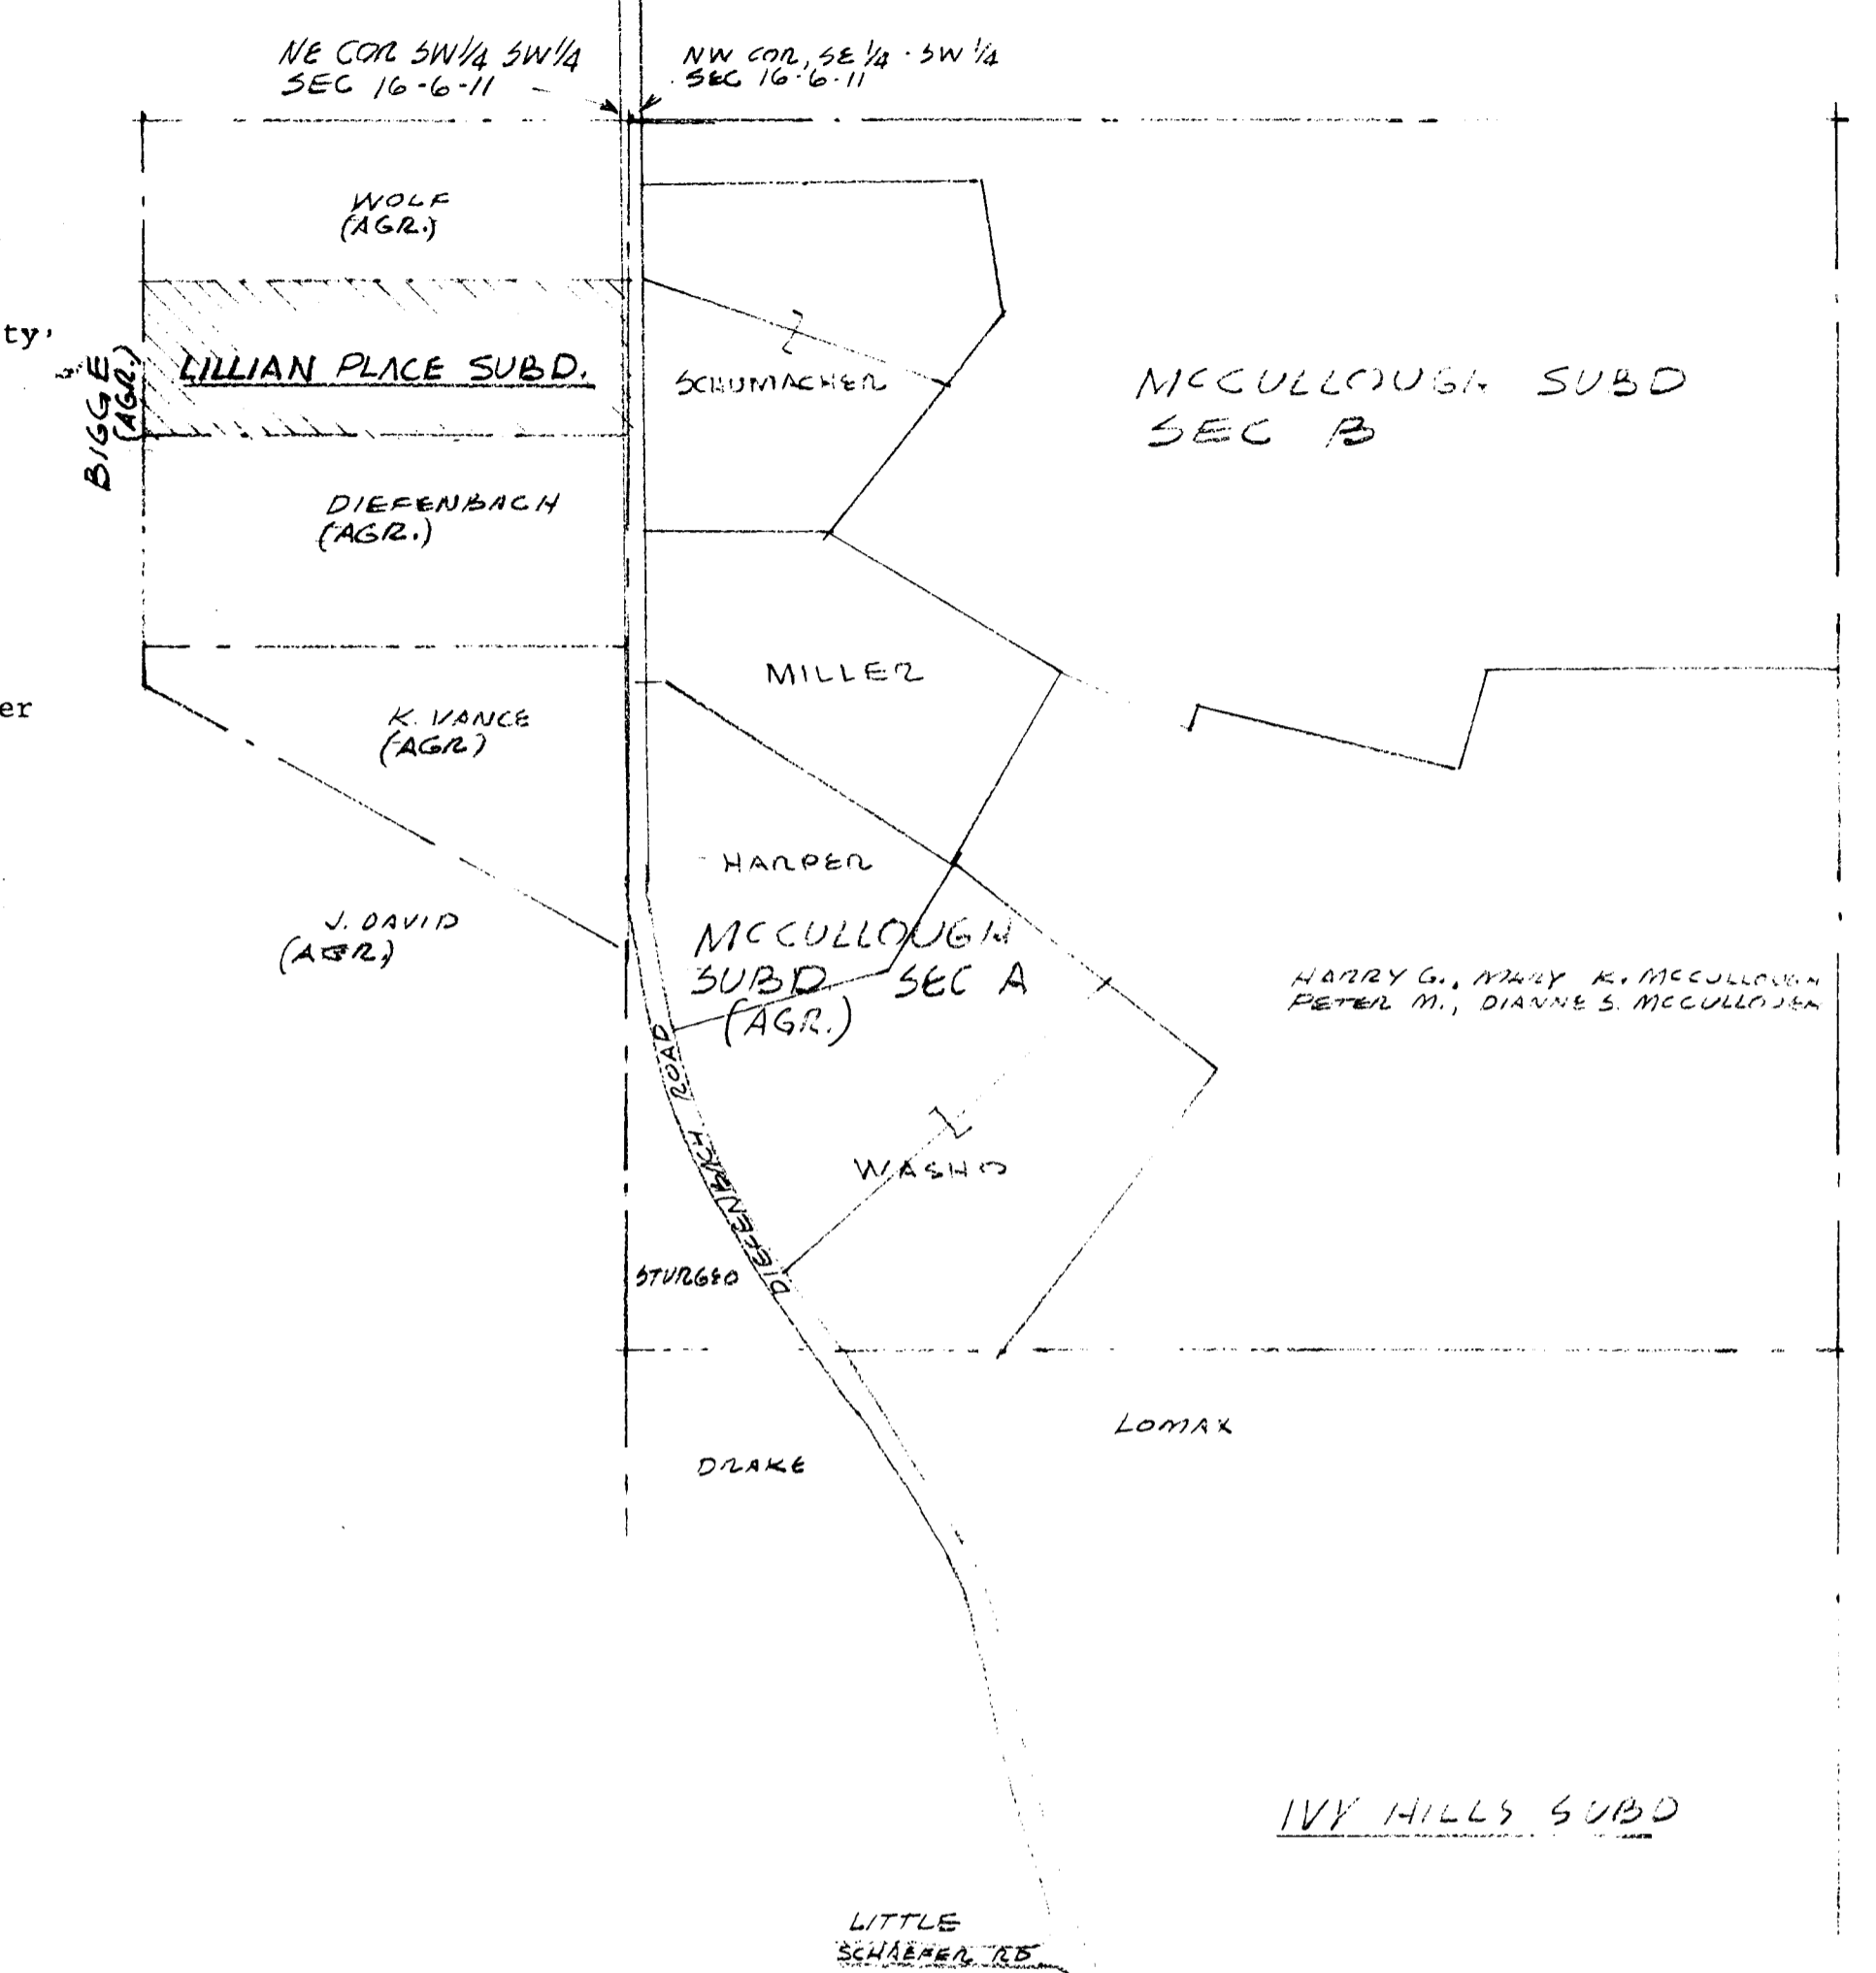 NE COR SW1/4 SW1/4
SEC 16-6-11
NW COR, SE 1/4 - SW 1/4
SEC 16-6-11
WOLF
(AGR.)
ty,
BIGGE
(AGR.)
LILLIAN PLACE SUBD.
SCHUMACHER
MCCULLOUGH SUBD
SEC B
DIEFENBACH
(AGR.)
MILLER
er
K. VANCE
(AGR)
HARPER
J. DAVID
(AGR)
MCCULLOUGH
SUBD SEC A
(AGR.)
HARRY G., MARY K. MCCULLOUGH
PETER M., DIANNE S. MCCULLOUGH
DIEFENBACH ROAD
WASHO
STURGEO
LOMAX
DRAKE
IVY HILLS SUBD
LITTLE
SCHAEFER RD